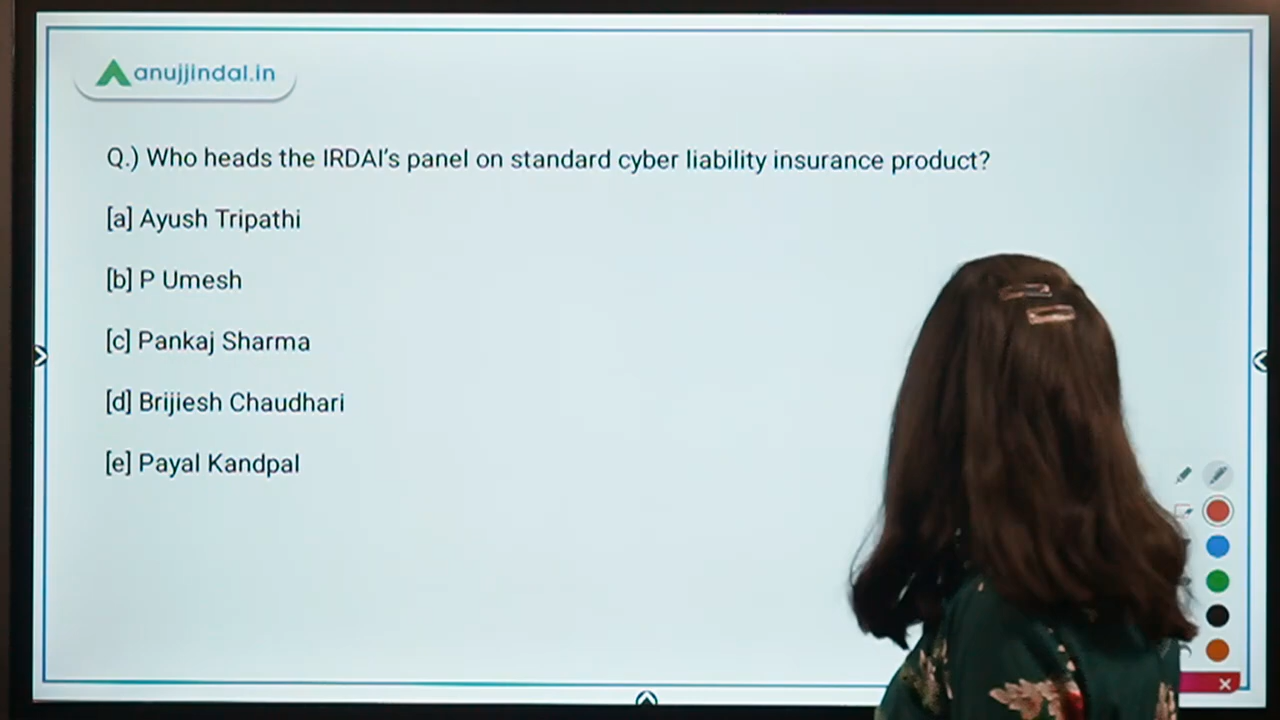 anujjindal.in
Q.) Who heads the IRDAI's panel on standard cyber liability insurance product?
[a] Ayush Tripathi
[b] P Umesh
[c] Pankaj Sharma
[d] Brijiesh Chaudhari
[e] Payal Kandpal